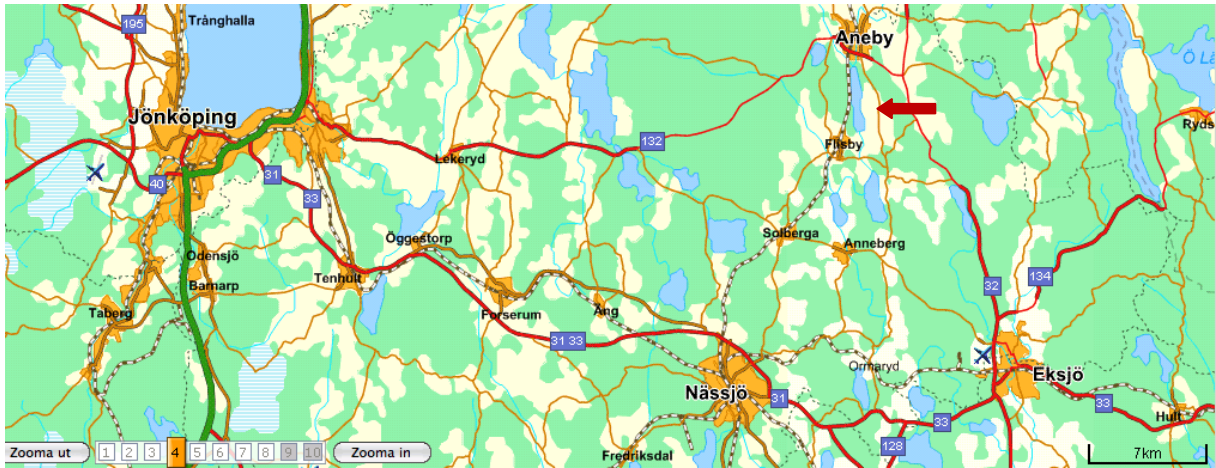 195
Trånghalla
Aneby
Ö Lä
Jönköping
Ryds
132
Flisby
Lekeryd
40
31
33
Öggestorp
Solberga
Anneberg
Odensjö
Tenhult
Barnarp
134
32
Taberg
Forserum
Äng
31 33
Ormaryd
Eksjö
Nässjö
31
33
33
Hult
128
Fredriksdal
Zooma ut 1 2 3 4 5 6 7 8 9 10 Zooma in
7km